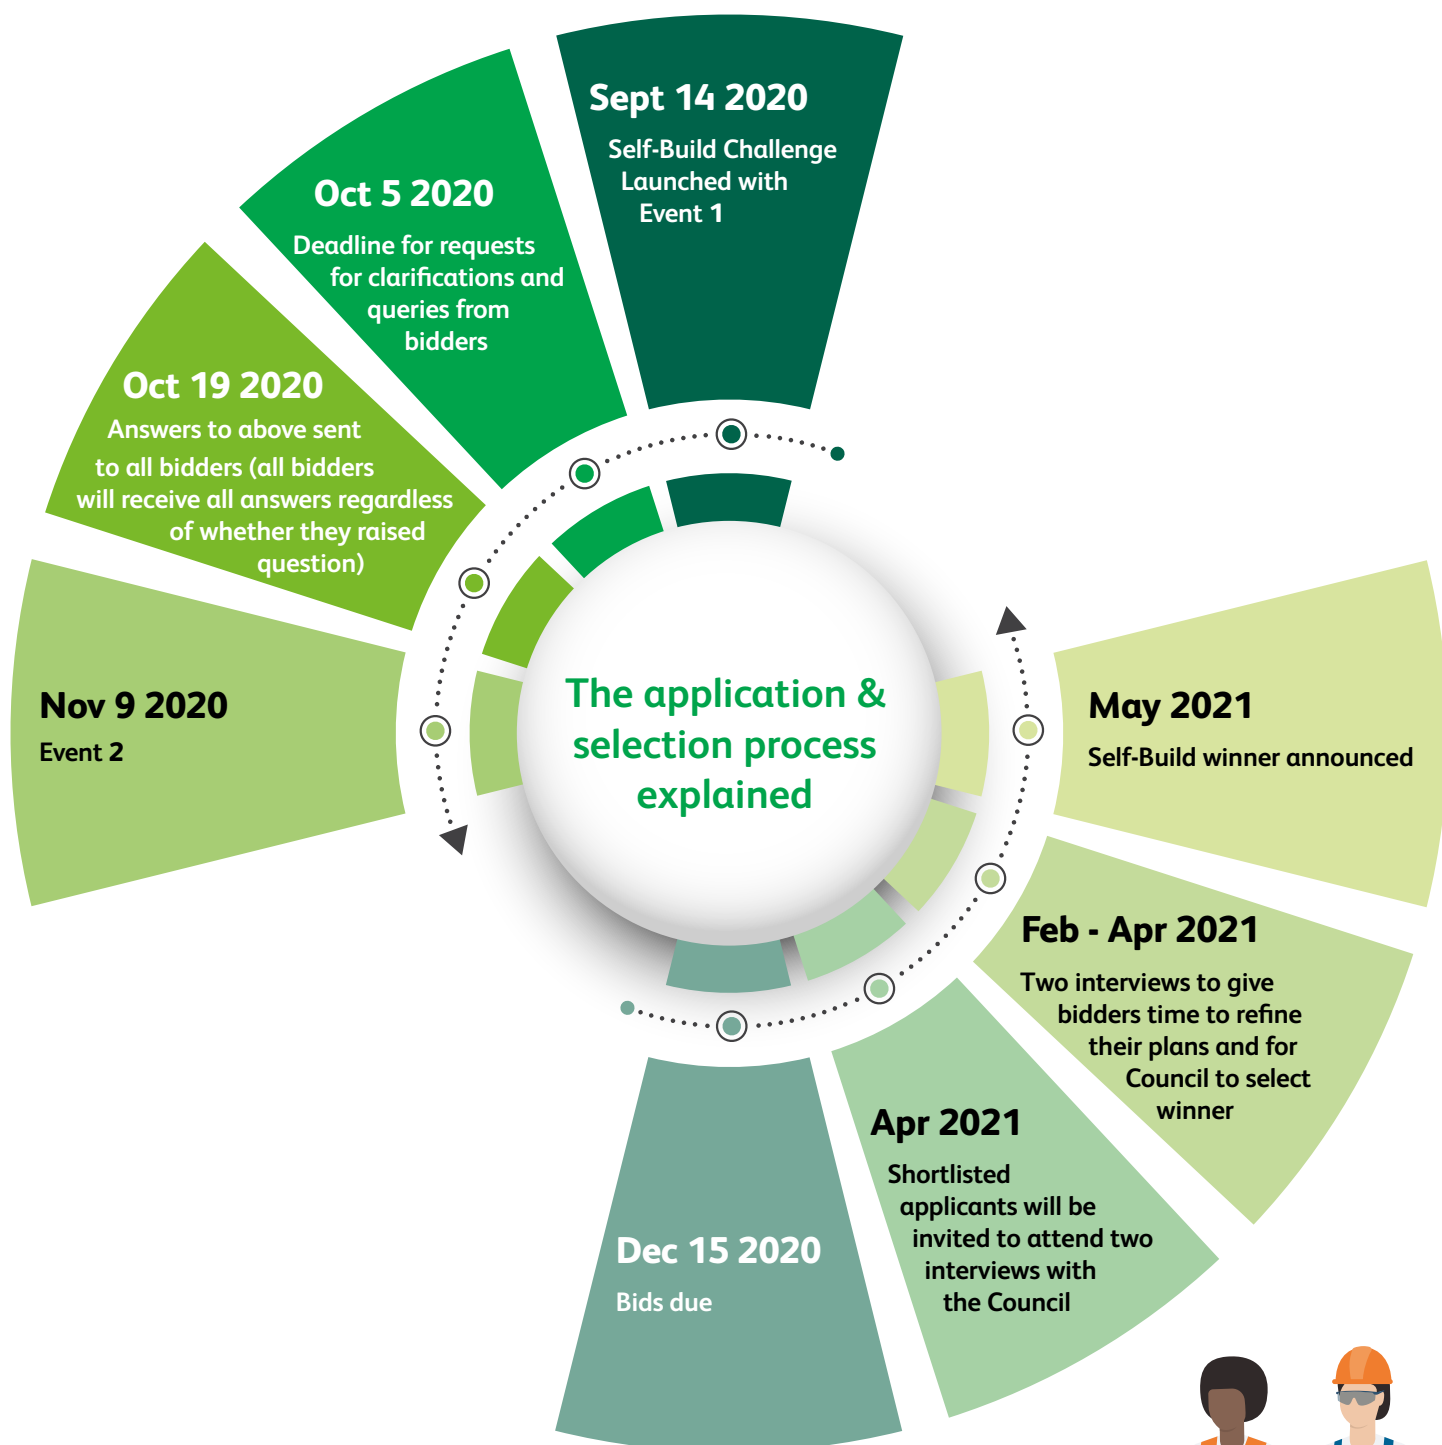 Sept 14 2020
Self-Build Challenge
Launched with
Event 1
Oct 5 2020
Deadline for requests
for clarifications and
queries from
bidders
Oct 19 2020
Answers to above sent
to all bidders (all bidders
will receive all answers regardless
of whether they raised
question)
Nov 9 2020
Event 2
The application &
selection process
explained
Dec 15 2020
Bids due
Apr 2021
Shortlisted
applicants will be
invited to attend two
interviews with
the Council
Feb - Apr 2021
Two interviews to give
bidders time to refine
their plans and for
Council to select
winner
May 2021
Self-Build winner announced